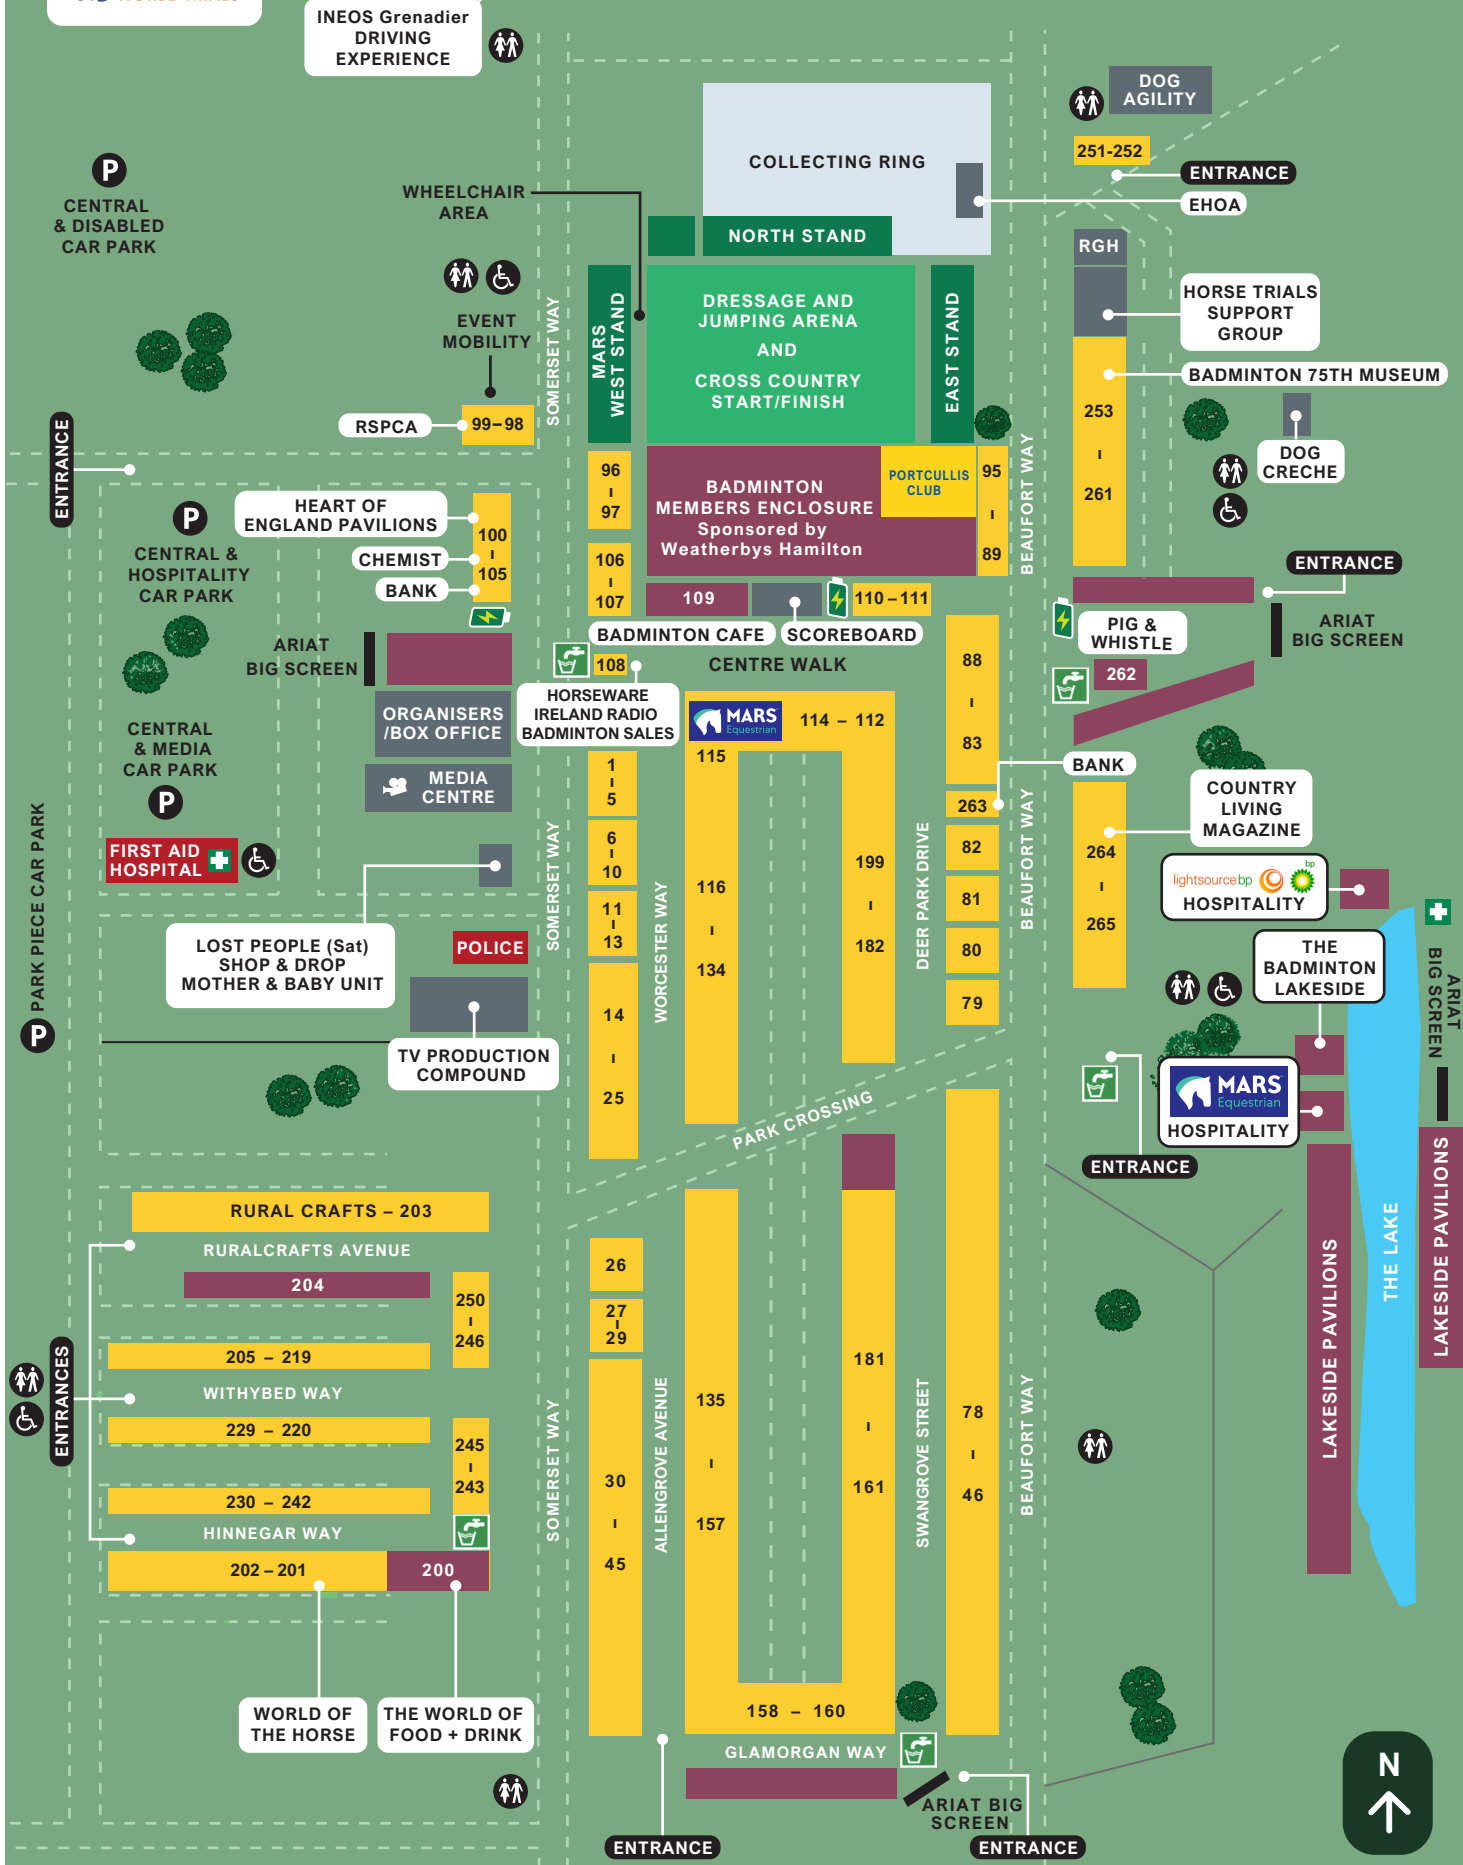 INEOS Grenadier
DRIVING
EXPERIENCE
DOG
AGILITY
251-252
ENTRANCE
EHOA
COLLECTING RING
P
CENTRAL
& DISABLED
CAR PARK
WHEELCHAIR
AREA
NORTH STAND
RGH
HORSE TRIALS
SUPPORT
GROUP
EVENT
MOBILITY
SOMERSET WAY
MARS
WEST STAND
DRESSAGE AND
JUMPING ARENA
AND
CROSS COUNTRY
START/FINISH
EAST STAND
BADMINTON 75TH MUSEUM
253
261
DOG
CRECHE
RSPCA
99–98
ENTRANCE
96
97
BADMINTON
MEMBERS ENCLOSURE
Sponsored by
Weatherbys Hamilton
PORTCULLIS
CLUB
95
89
BEAUFORT WAY
HEART OF
ENGLAND PAVILIONS
CHEMIST
BANK
100
105
P
CENTRAL &
HOSPITALITY
CAR PARK
106
107
109
110–111
BADMINTON CAFE
SCOREBOARD
ENTRANCE
PIG &
WHISTLE
262
ARIAT
BIG SCREEN
ARIAT
BIG SCREEN
108
CENTRE WALK
88
83
HORSEWARE
IRELAND RADIO
BADMINTON SALES
ORGANISERS
/BOX OFFICE
MARS
Equestrian
114 – 112
115
CENTRAL
& MEDIA
CAR PARK
P
MEDIA
CENTRE
1
5
BANK
263
COUNTRY
LIVING
MAGAZINE
FIRST AID
HOSPITAL
6
10
SOMERSET WAY
WORCESTER WAY
116
134
199
182
DEER PARK DRIVE
82
81
80
79
BEAUFORT WAY
264
265
lightsource bp
bp
HOSPITALITY
PARK PIECE CAR PARK
P
11
13
LOST PEOPLE (Sat)
SHOP & DROP
MOTHER & BABY UNIT
POLICE
THE
BADMINTON
LAKESIDE
ARIAT
BIG SCREEN
14
25
TV PRODUCTION
COMPOUND
PARK CROSSING
MARS
Equestrian
HOSPITALITY
ENTRANCE
RURAL CRAFTS – 203
RURALCRAFTS AVENUE
204
250
246
26
27
29
THE LAKE
LAKESIDE PAVILIONS
LAKESIDE PAVILIONS
ENTRANCES
205 – 219
WITHYBED WAY
229 – 220
245
243
230 – 242
HINNEGAR WAY
202 – 201
200
SOMERSET WAY
30
45
ALLENGROVE AVENUE
135
157
181
161
SWANGROVE STREET
78
46
BEAUFORT WAY
WORLD OF
THE HORSE
THE WORLD OF
FOOD + DRINK
158 – 160
GLAMORGAN WAY
ARIAT BIG
SCREEN
ENTRANCE
ENTRANCE
N